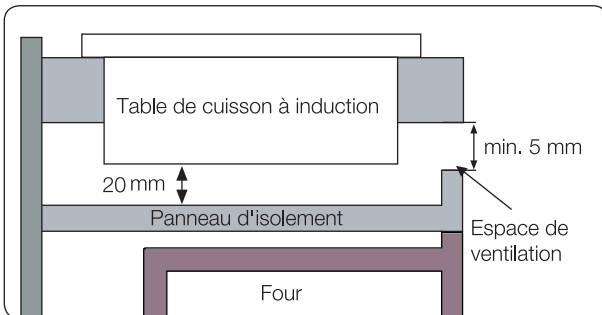 Table de cuisson à induction
min. 5 mm
20 mm
Panneau d'isolement
Espace de
ventilation
Four